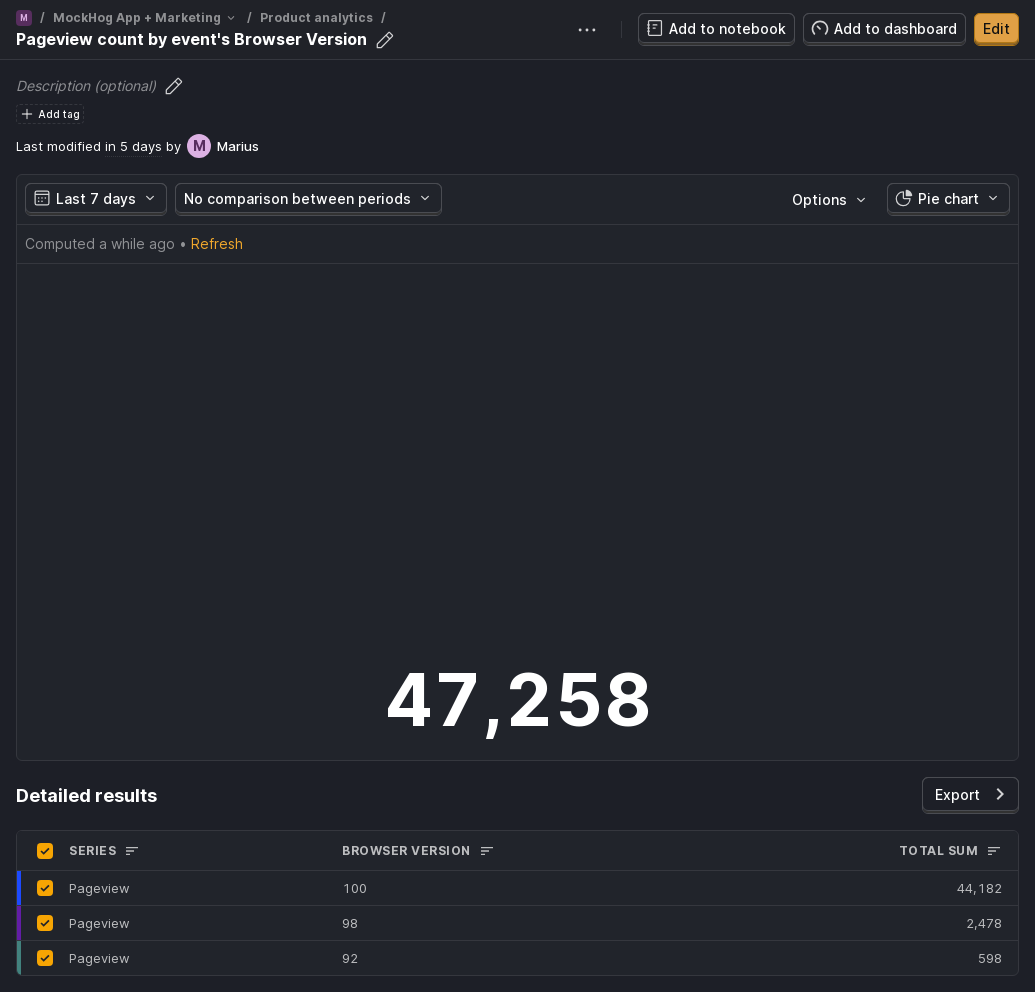 M / MockHog App + Marketing / Product analytics /
Pageview count by event's Browser Version
Add to notebook
Add to dashboard
Edit
Description (optional)
Add tag
Last modified in 5 days by M Marius
Last 7 days
No comparison between periods
Options
Pie chart
Computed a while ago • Refresh
47,258
Detailed results
Export
SERIES BROWSER VERSION TOTAL SUM
Pageview 100 44,182
Pageview 98 2,478
Pageview 92 598